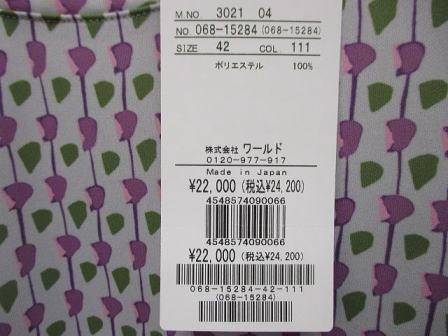 M.NO 3021 04
NO. 068-15284 (068-15284)
SIZE 42 COL. 111
ポリエステル 100%
株式会社 ワールド
0120-977-917
Made in Japan
¥22,000 (税込¥24,200)
4548574090066
4548574090066
¥22,000 (税込¥24,200)
068-15284-42-111
(068-15284)